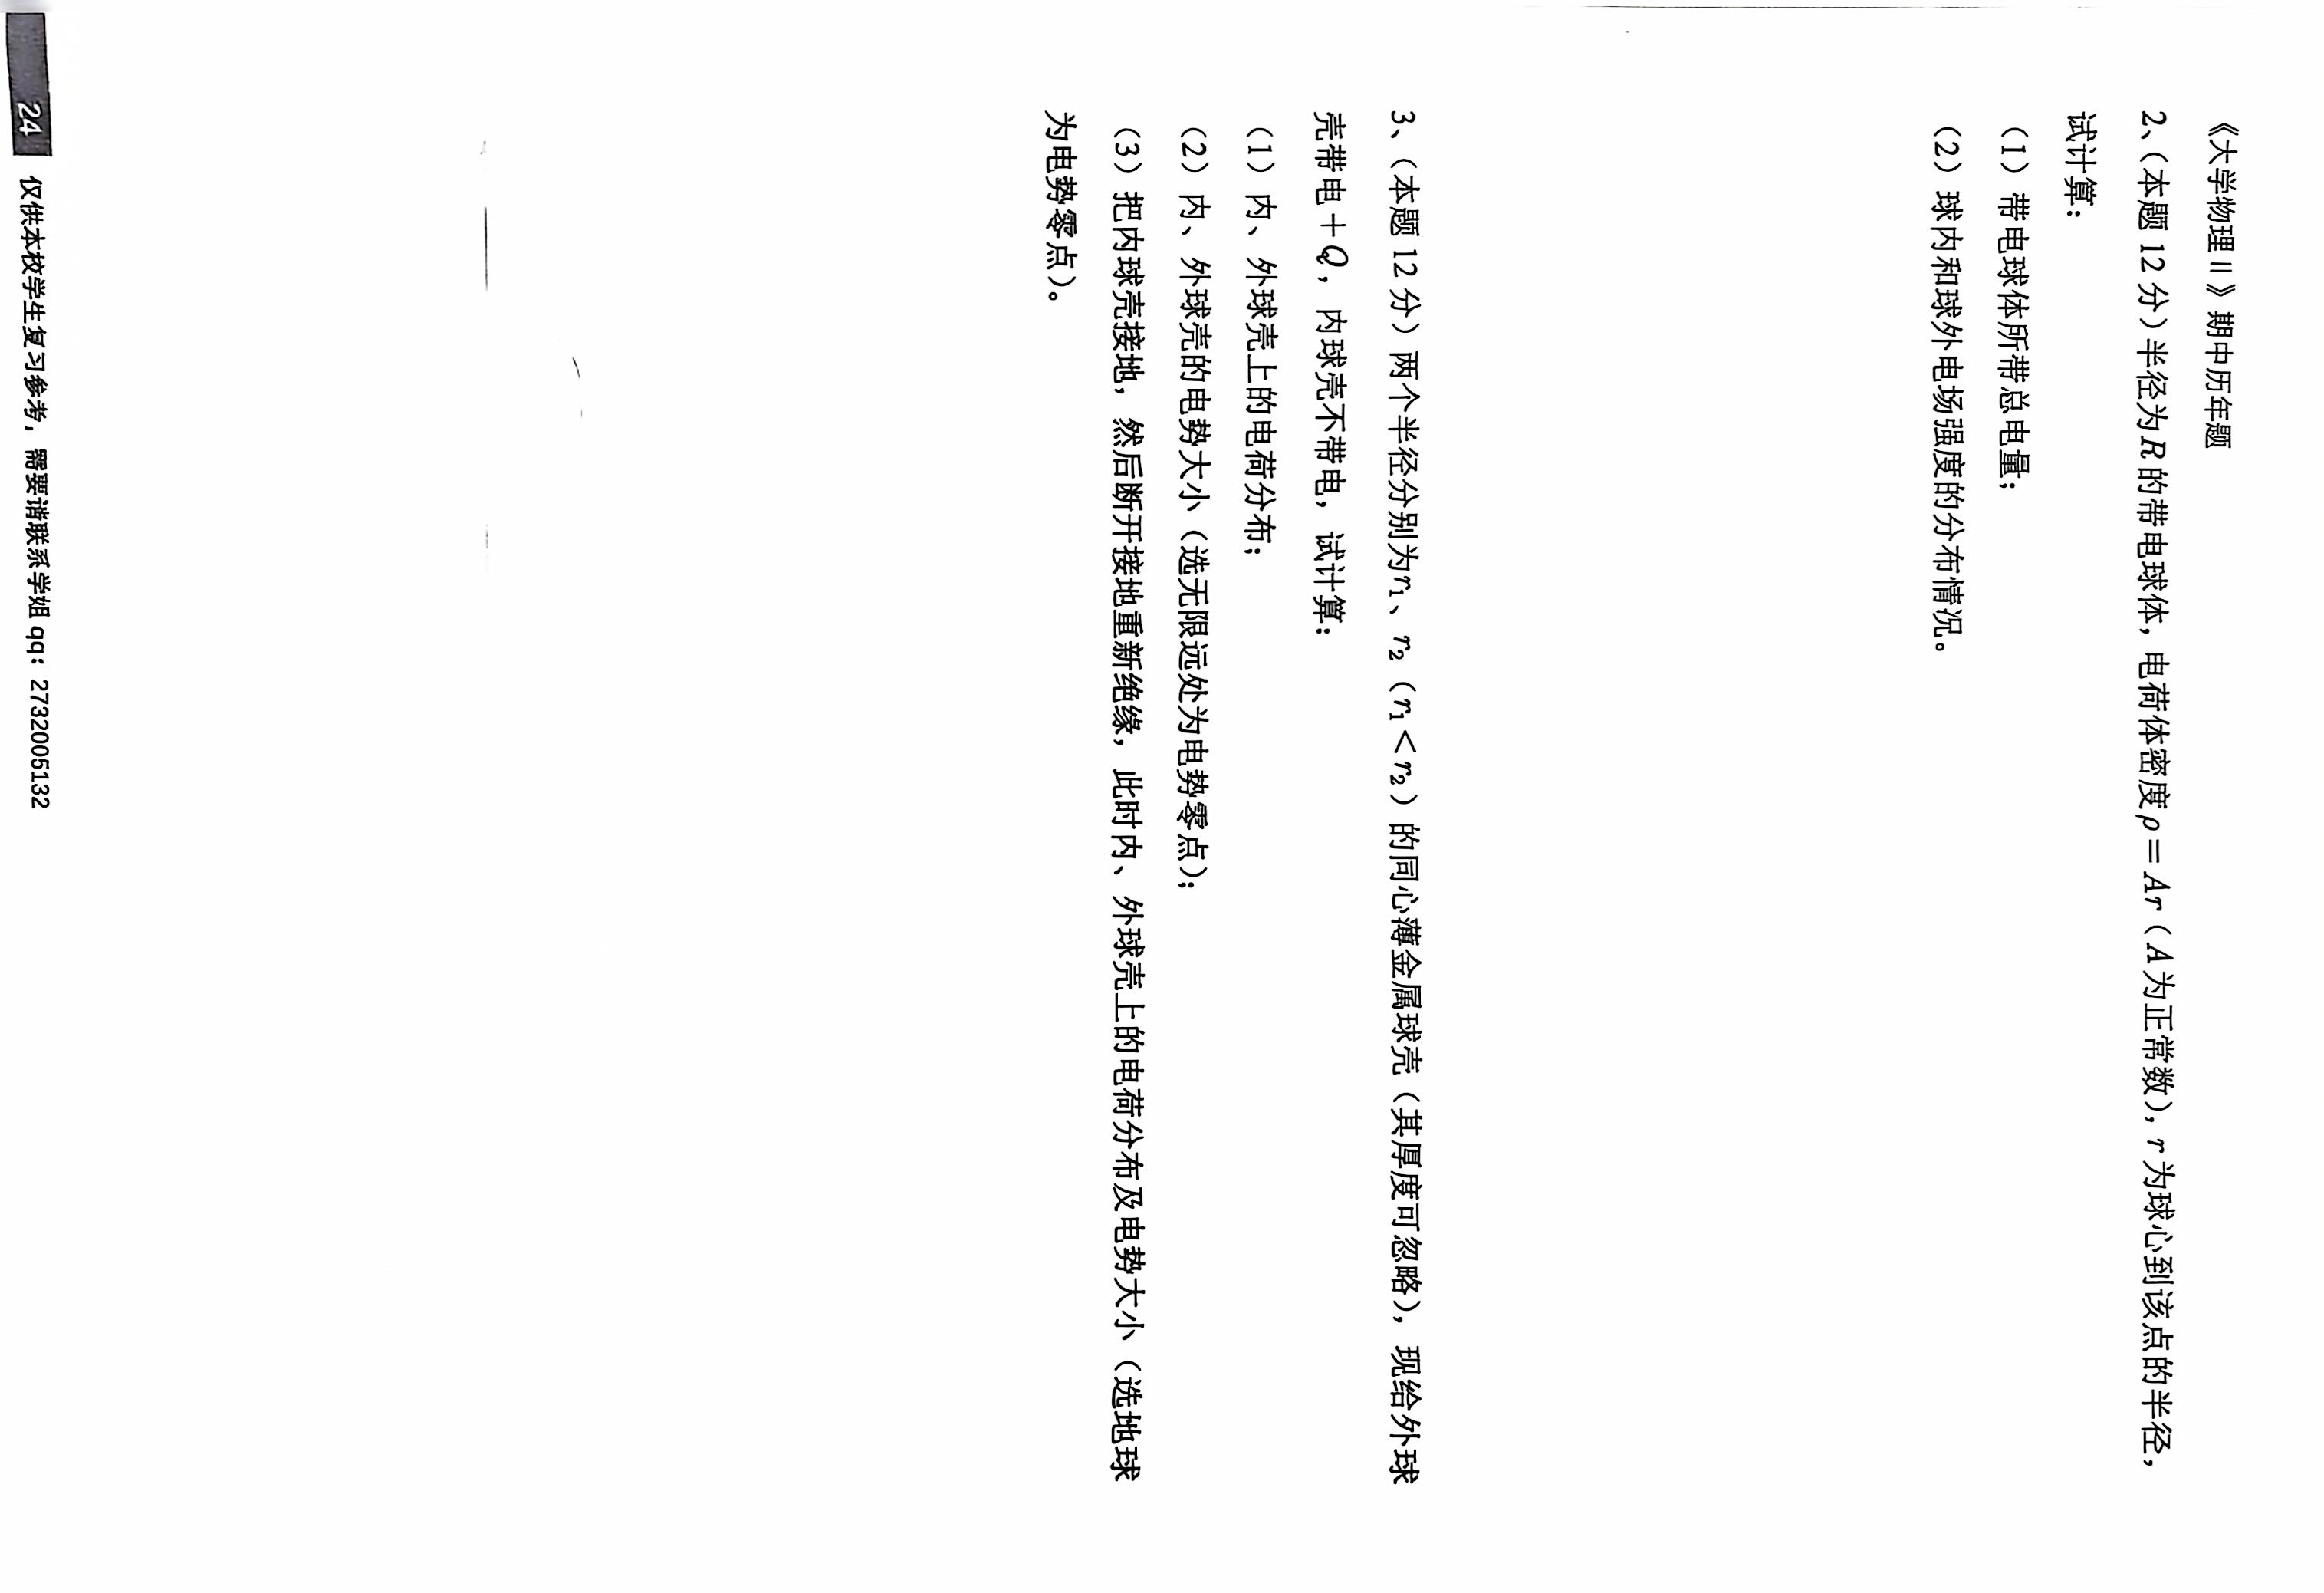 《大学物理 II 》期中历年题
2、(本题 12 分) 半径为R的带电球体，电荷体密度ρ＝Ar (A为正常数)，r为球心到该点的半径，
试计算：
（1）带电球体所带总电量；
（2）球内和球外电场强度的分布情况。
3、(本题 12 分) 两个半径分别为r₁、r₂ (r₁＜r₂) 的同心薄金属球壳（其厚度可忽略），现给外球
壳带电＋Q，内球壳不带电，试计算：
（1）内、外球壳上的电荷分布；
（2）内、外球壳的电势大小（选无限远处为电势零点）；
（3）把内球壳接地，然后断开接地重新绝缘，此时内、外球壳上的电荷分布及电势大小（选地球
为电势零点）。
24 仅供本校学生复习参考，需要请联系学姐 qq：2732005132